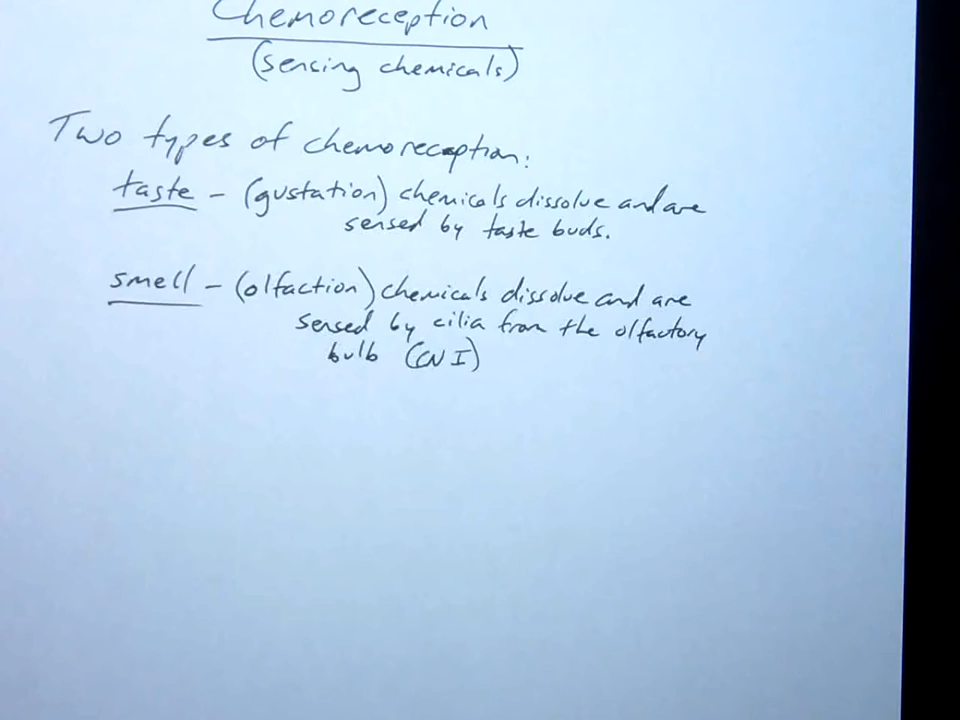 Chemoreception
(sensing chemicals)
Two types of chemoreception:
taste - (gustation) chemicals dissolve and are
sensed by taste buds.
smell - (olfaction) chemicals dissolve and are
sensed by cilia from the olfactory
bulb (CN I)